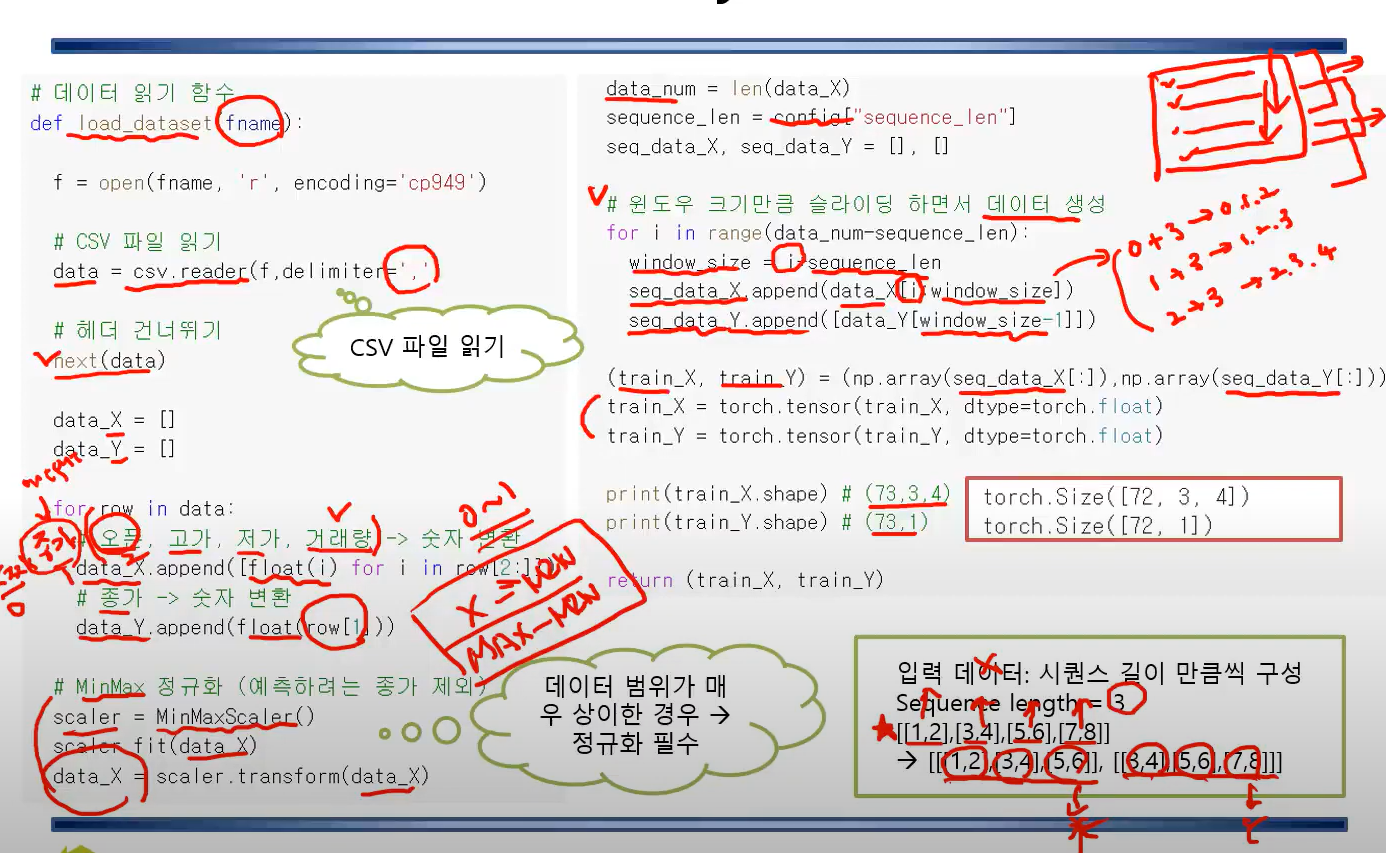 # 데이터 읽기 함수
def load_dataset(fname):
f = open(fname, 'r', encoding='cp949')
# CSV 파일 읽기
data = csv.reader(f,delimiter=',')
# 헤더 건너뛰기
next(data)
data_X = []
data_Y = []
for row in data:
# 오픈, 고가, 저가, 거래량 -> 숫자 변환
data_X.append([float(i) for i in row[2:]])
# 종가 -> 숫자 변환
data_Y.append(float(row[1]))
# MinMax 정규화 (예측하려는 종가 제외)
scaler = MinMaxScaler()
scaler.fit(data_X)
data_X = scaler.transform(data_X)
CSV 파일 읽기
종가
0~1
X - MIN
MAX-MIN
데이터 범위가 매
우 상이한 경우 →
정규화 필수
data_num = len(data_X)
sequence_len = config["sequence_len"]
seq_data_X, seq_data_Y = [], []
# 윈도우 크기만큼 슬라이딩 하면서 데이터 생성
for i in range(data_num-sequence_len):
window_size = i+sequence_len
seq_data_X.append(data_X[i:window_size])
seq_data_Y.append([data_Y[window_size-1]])
0+3 → 0.1.2
1+3 → 1.2.3
2+3 → 2.3.4
(train_X, train_Y) = (np.array(seq_data_X[:]),np.array(seq_data_Y[:]))
train_X = torch.tensor(train_X, dtype=torch.float)
train_Y = torch.tensor(train_Y, dtype=torch.float)
print(train_X.shape) # (73,3,4)
print(train_Y.shape) # (73,1)
torch.Size([72, 3, 4])
torch.Size([72, 1])
return (train_X, train_Y)
입력 데이터: 시퀀스 길이 만큼씩 구성
Sequence length = 3
[[1,2],[3,4],[5,6],[7,8]]
→ [[[1,2],[3,4],[5,6]], [[3,4],[5,6],[7,8]]]